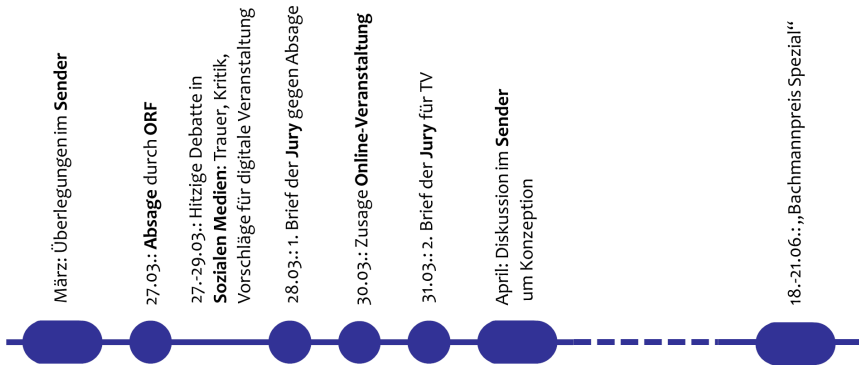 März: Überlegungen im Sender
27.03.: Absage durch ORF
27.-29.03.: Hitzige Debatte in
Sozialen Medien: Trauer, Kritik,
Vorschläge für digitale Veranstaltung
28.03.: 1. Brief der Jury gegen Absage
30.03.: Zusage Online-Veranstaltung
31.03.: 2. Brief der Jury für TV
April: Diskussion im Sender
um Konzeption
18.-21.06.: „Bachmannpreis Spezial“